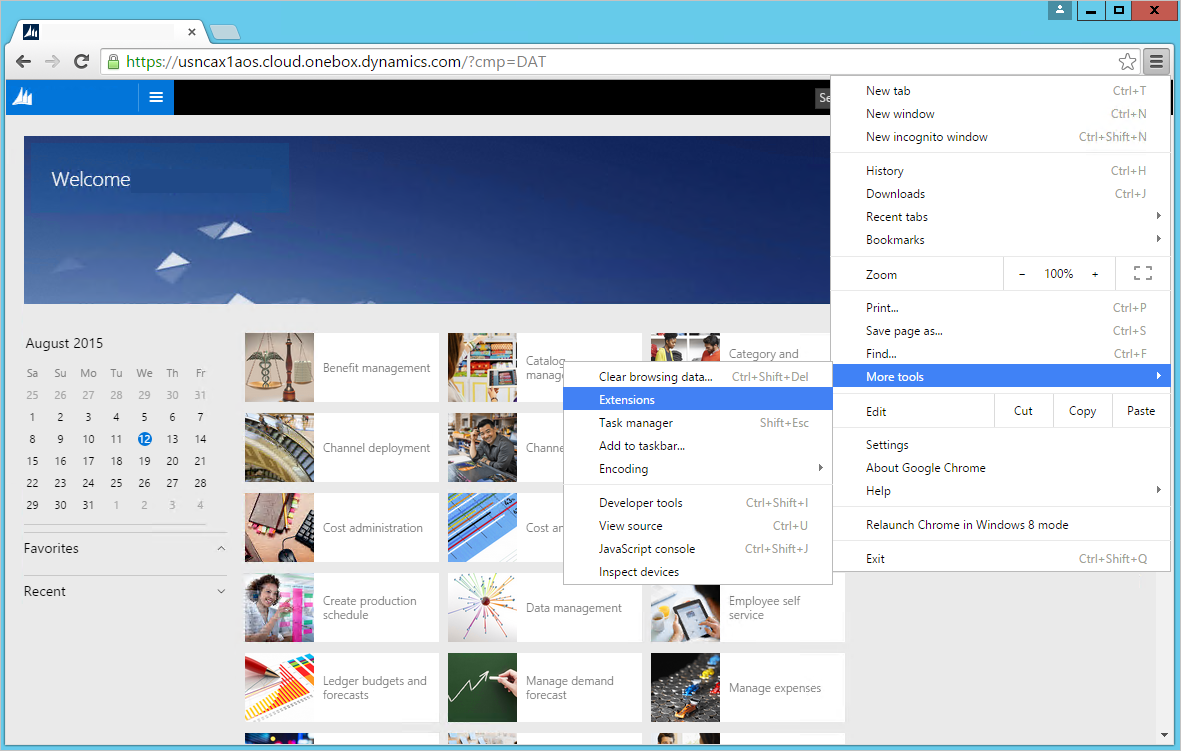 https://usncax1aos.cloud.onebox.dynamics.com/?cmp=DAT
Se
Welcome
August 2015
Sa Su Mo Tu We Th Fr
25 26 27 28 29 30 31
1 2 3 4 5 6 7
8 9 10 11 12 13 14
15 16 17 18 19 20 21
22 23 24 25 26 27 28
29 30 31 1 2 3 4
Favorites
Recent
Benefit management
Catalog
manage
Category and
Channel deployment
Channe
Cost administration
Cost an
Create production
schedule
Data management
Employee self
service
Ledger budgets and
forecasts
Manage demand
forecast
Manage expenses
New tab Ctrl+T
New window Ctrl+N
New incognito window Ctrl+Shift+N
History Ctrl+H
Downloads Ctrl+J
Recent tabs
Bookmarks
Zoom − 100% +
Print... Ctrl+P
Save page as... Ctrl+S
Find... Ctrl+F
More tools
Edit Cut Copy Paste
Settings
About Google Chrome
Help
Relaunch Chrome in Windows 8 mode
Exit Ctrl+Shift+Q
Clear browsing data... Ctrl+Shift+Del
Extensions
Task manager Shift+Esc
Add to taskbar...
Encoding
Developer tools Ctrl+Shift+I
View source Ctrl+U
JavaScript console Ctrl+Shift+J
Inspect devices